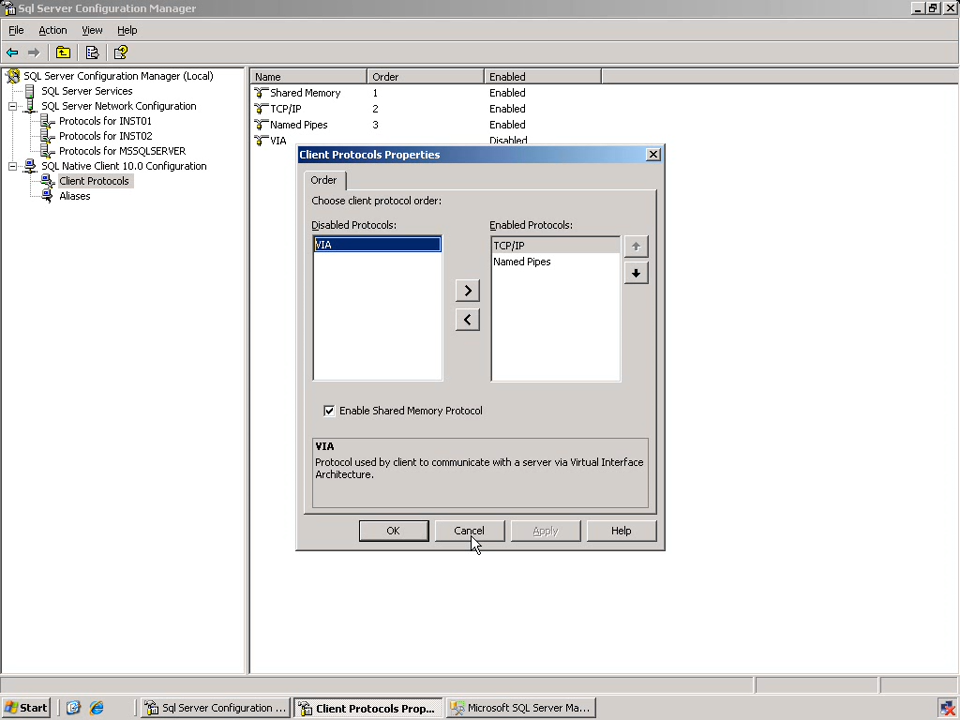 Sql Server Configuration Manager
File Action View Help
SQL Server Configuration Manager (Local)
SQL Server Services
SQL Server Network Configuration
Protocols for INST01
Protocols for INST02
Protocols for MSSQLSERVER
SQL Native Client 10.0 Configuration
Client Protocols
Aliases
Name Order Enabled
Shared Memory 1 Enabled
TCP/IP 2 Enabled
Named Pipes 3 Enabled
VIA Disabled
Client Protocols Properties
Order
Choose client protocol order:
Disabled Protocols: Enabled Protocols:
VIA TCP/IP
Named Pipes
>
<
Enable Shared Memory Protocol
VIA
Protocol used by client to communicate with a server via Virtual Interface
Architecture.
OK Cancel Apply Help
Start Sql Server Configuration ... Client Protocols Prop... Microsoft SQL Server Ma...